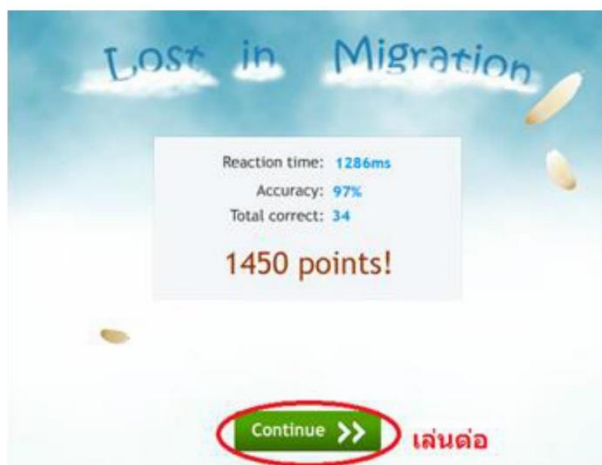 Lost in Migration
Reaction time: 1286ms
Accuracy: 97%
Total correct: 34
1450 points!
Continue >> เล่นต่อ